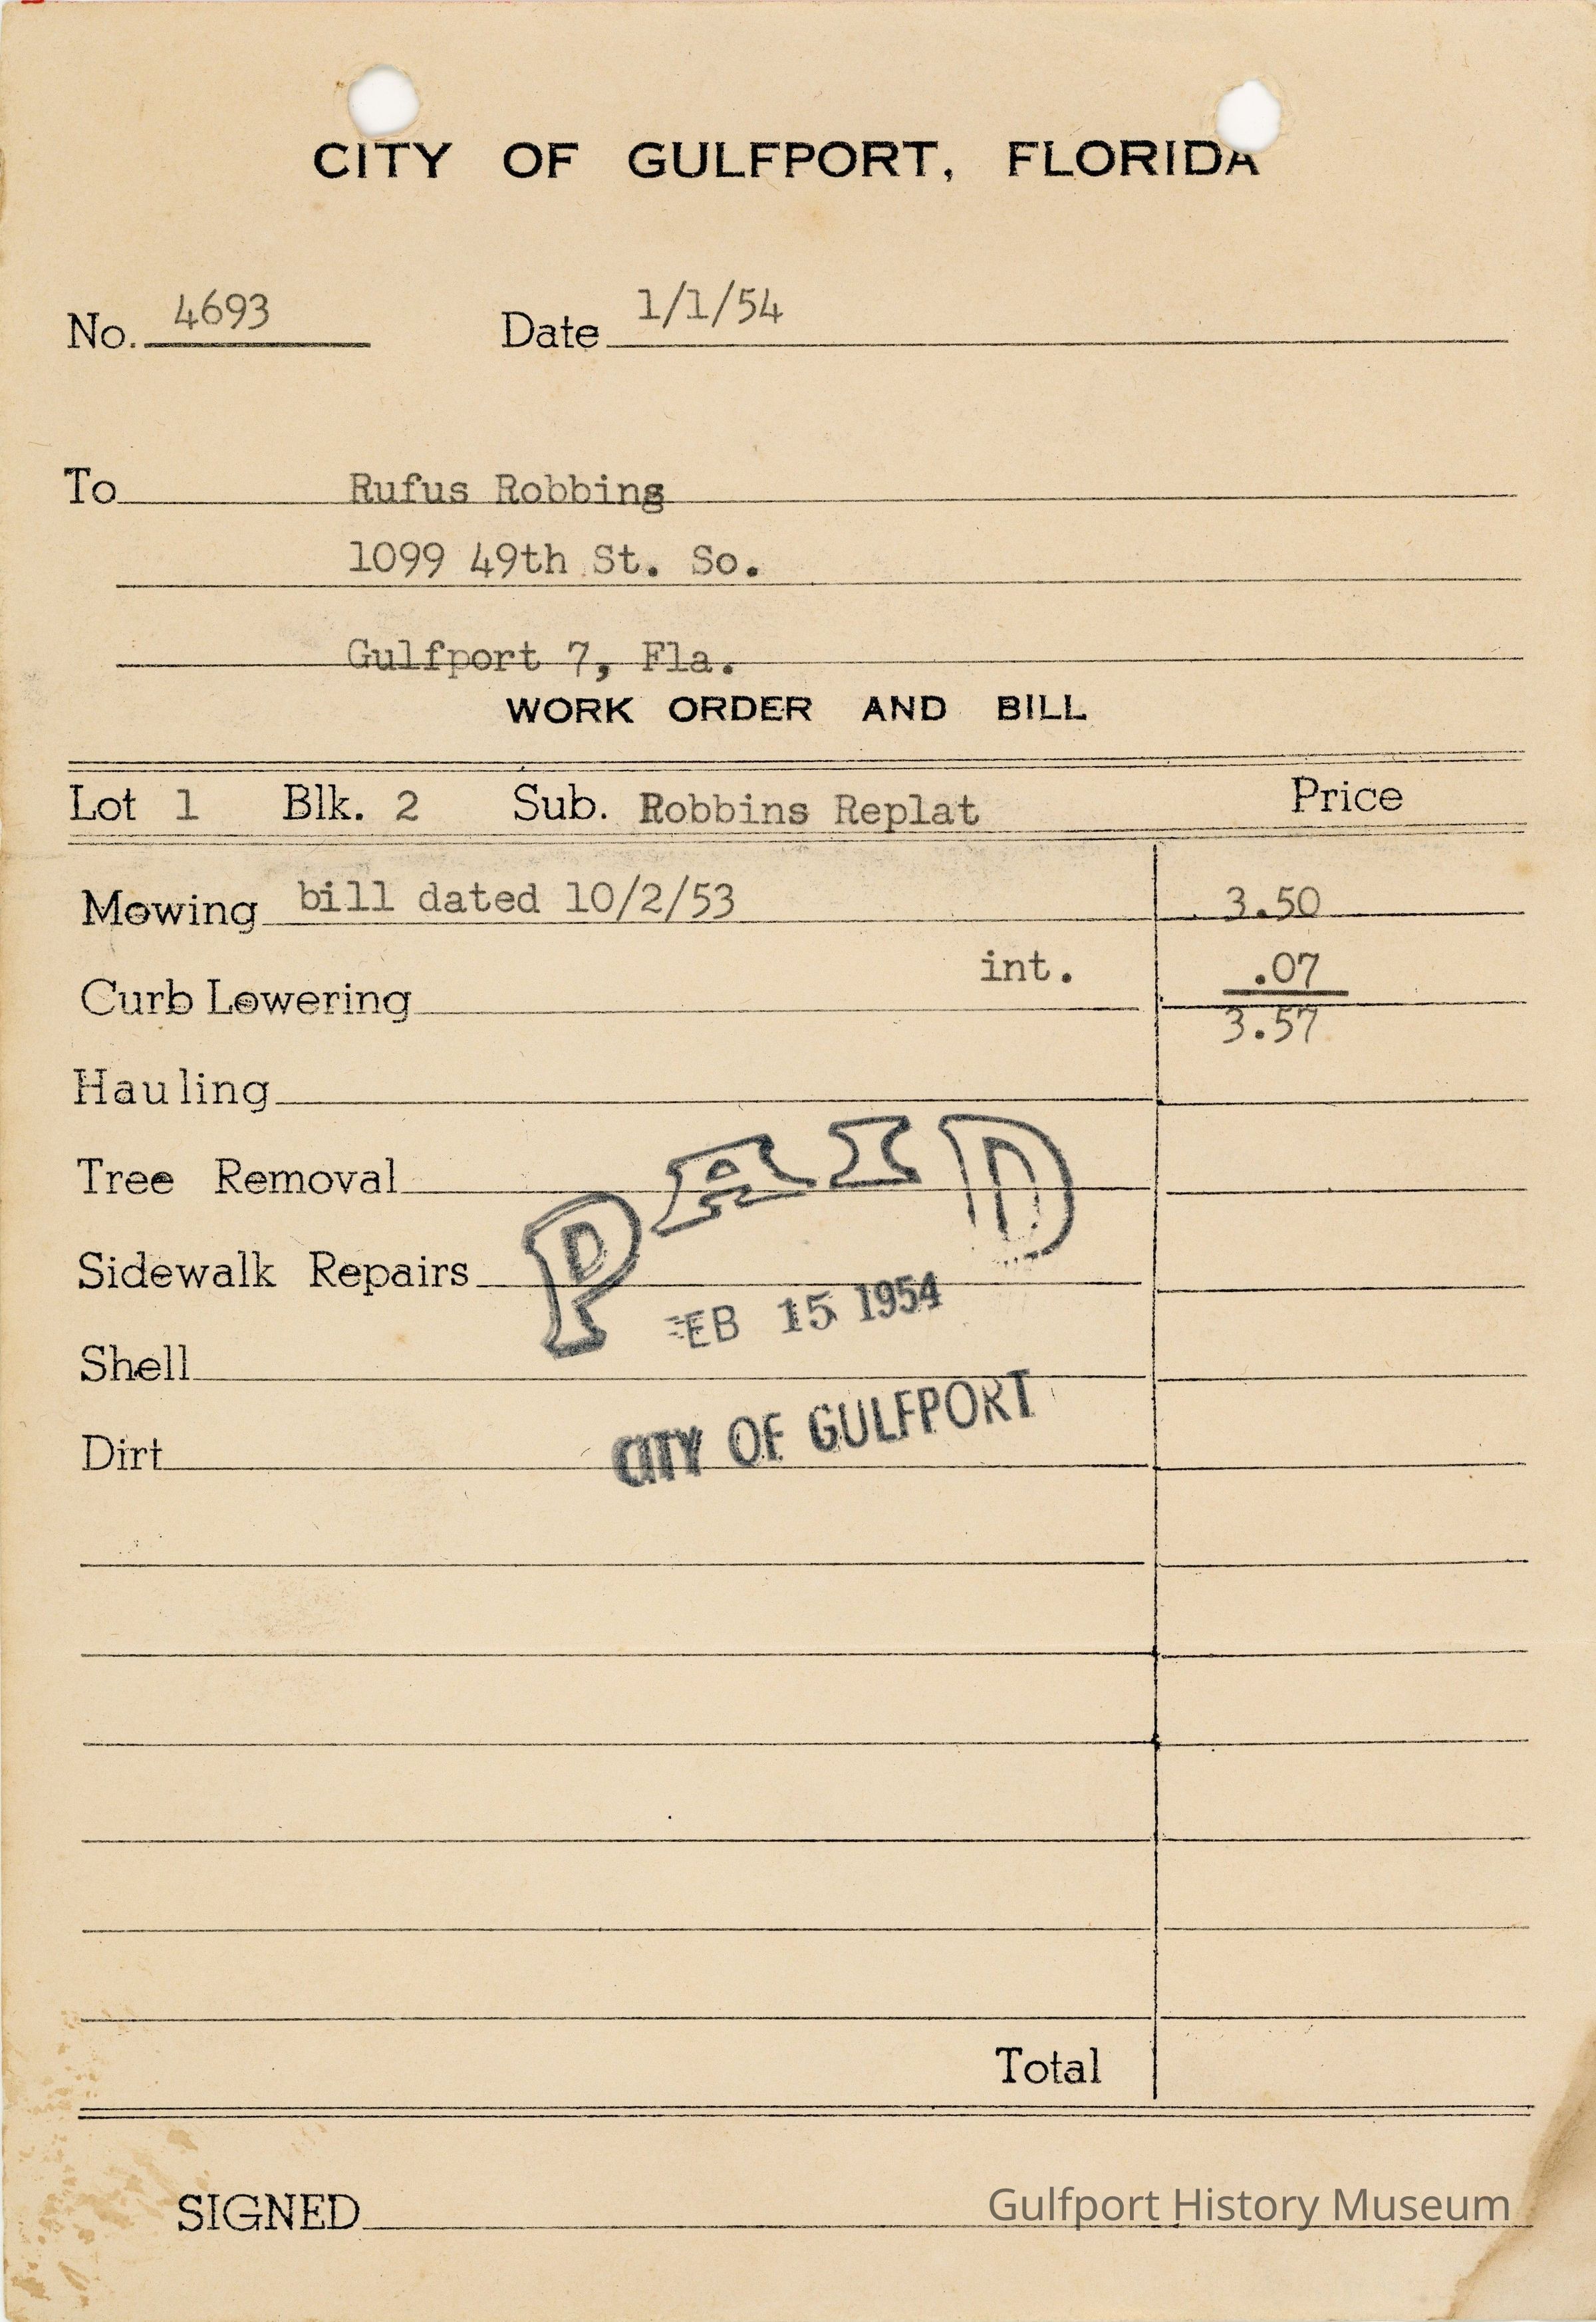 CITY OF GULFPORT, FLORIDA
No. 4693 Date 1/1/54
To Rufus Robbing
1099 49th St. So.
Gulfport 7, Fla.
WORK ORDER AND BILL
Lot 1 Blk. 2 Sub. Robbins Replat Price
Mowing bill dated 10/2/53 3.50
int. .07
Curb Lowering
3.57
Hauling
Tree Removal
PAID
Sidewalk Repairs
FEB 15 1954
Shell
CITY OF GULFPORT
Dirt
Total
SIGNED
Gulfport History Museum